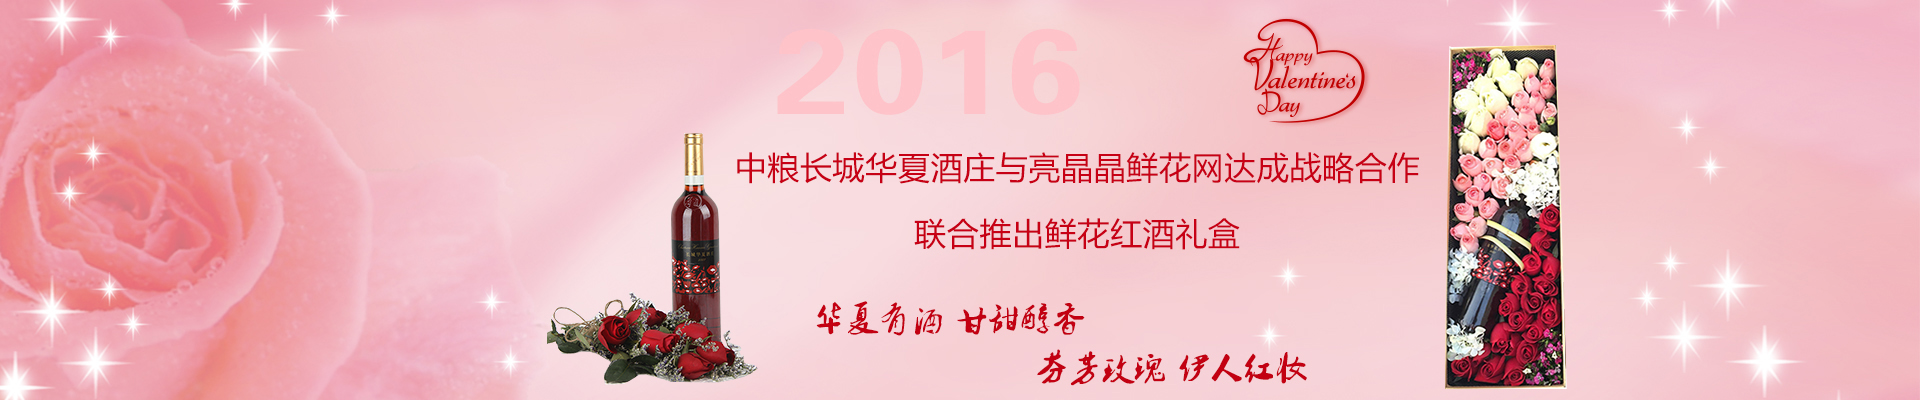 2016
Happy
Valentine's
Day
中粮长城华夏酒庄与亮晶晶鲜花网达成战略合作
联合推出鲜花红酒礼盒
华夏有酒 甘甜醇香
芬芳玫瑰 伊人红妆